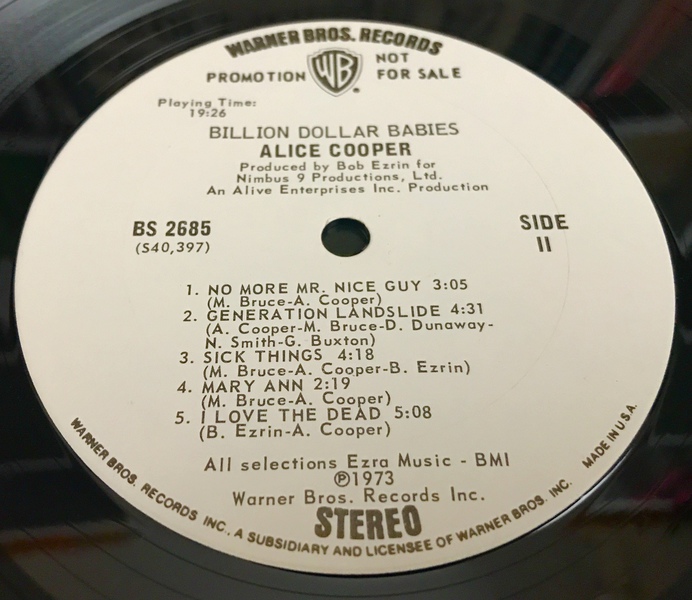 WARNER BROS. RECORDS
PROMOTION WB NOT FOR SALE
Playing Time:
19:26
BILLION DOLLAR BABIES
ALICE COOPER
Produced by Bob Ezrin for
Nimbus 9 Productions, Ltd.
An Alive Enterprises Inc. Production
BS 2685
(S40,397)
SIDE
II
1. NO MORE MR. NICE GUY 3:05
(M. Bruce-A. Cooper)
2. GENERATION LANDSLIDE 4:31
(A. Cooper-M. Bruce-D. Dunaway-
N. Smith-G. Buxton)
3. SICK THINGS 4:18
(M. Bruce-A. Cooper-B. Ezrin)
4. MARY ANN 2:19
(M. Bruce-A. Cooper)
5. I LOVE THE DEAD 5:08
(B. Ezrin-A. Cooper)
All selections Ezra Music - BMI
℗1973
Warner Bros. Records Inc.
STEREO
WARNER BROS. RECORDS INC., A SUBSIDIARY AND LICENSEE OF WARNER BROS. INC. MADE IN U.S.A.